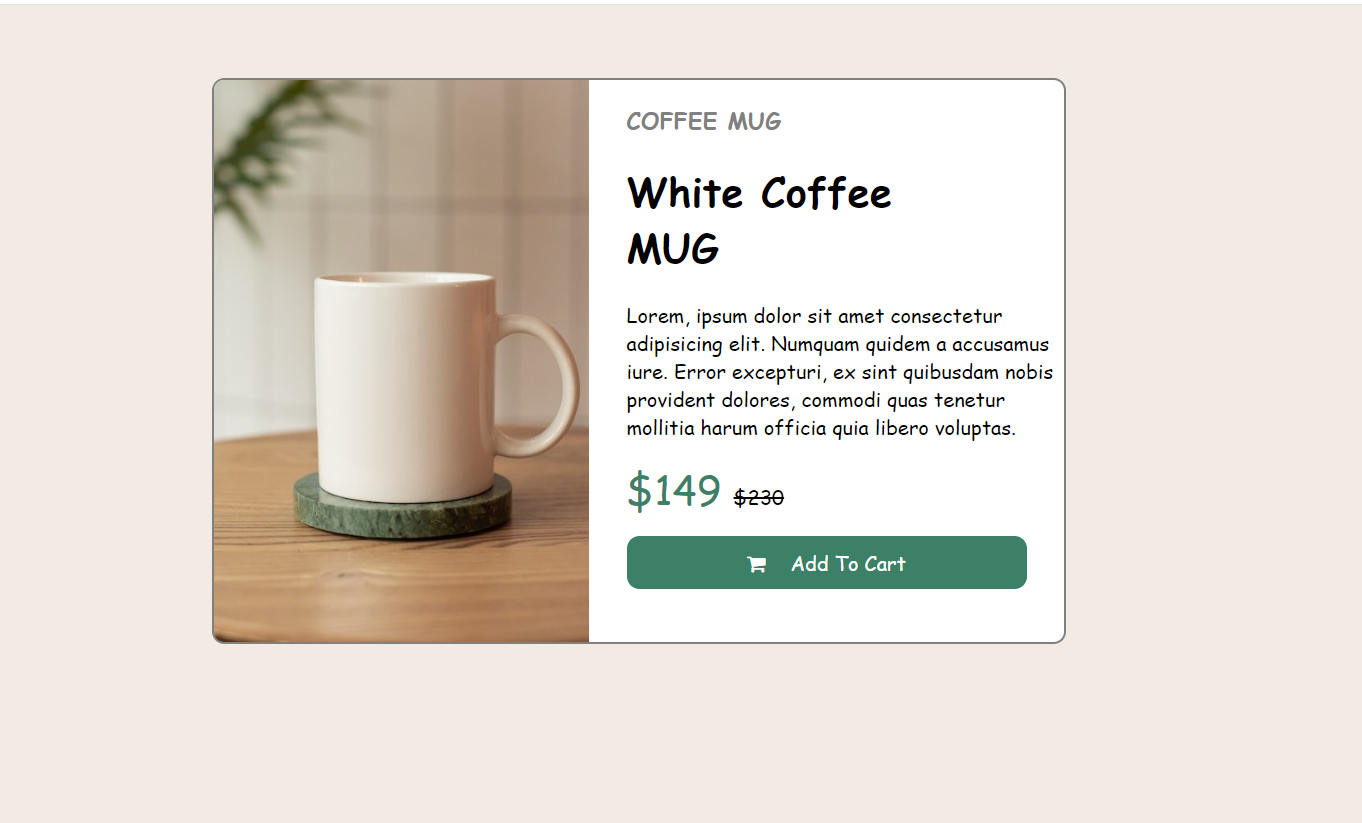 COFFEE MUG
White Coffee
MUG
Lorem, ipsum dolor sit amet consectetur
adipisicing elit. Numquam quidem a accusamus
iure. Error excepturi, ex sint quibusdam nobis
provident dolores, commodi quas tenetur
mollitia harum officia quia libero voluptas.
$149 $230
Add To Cart